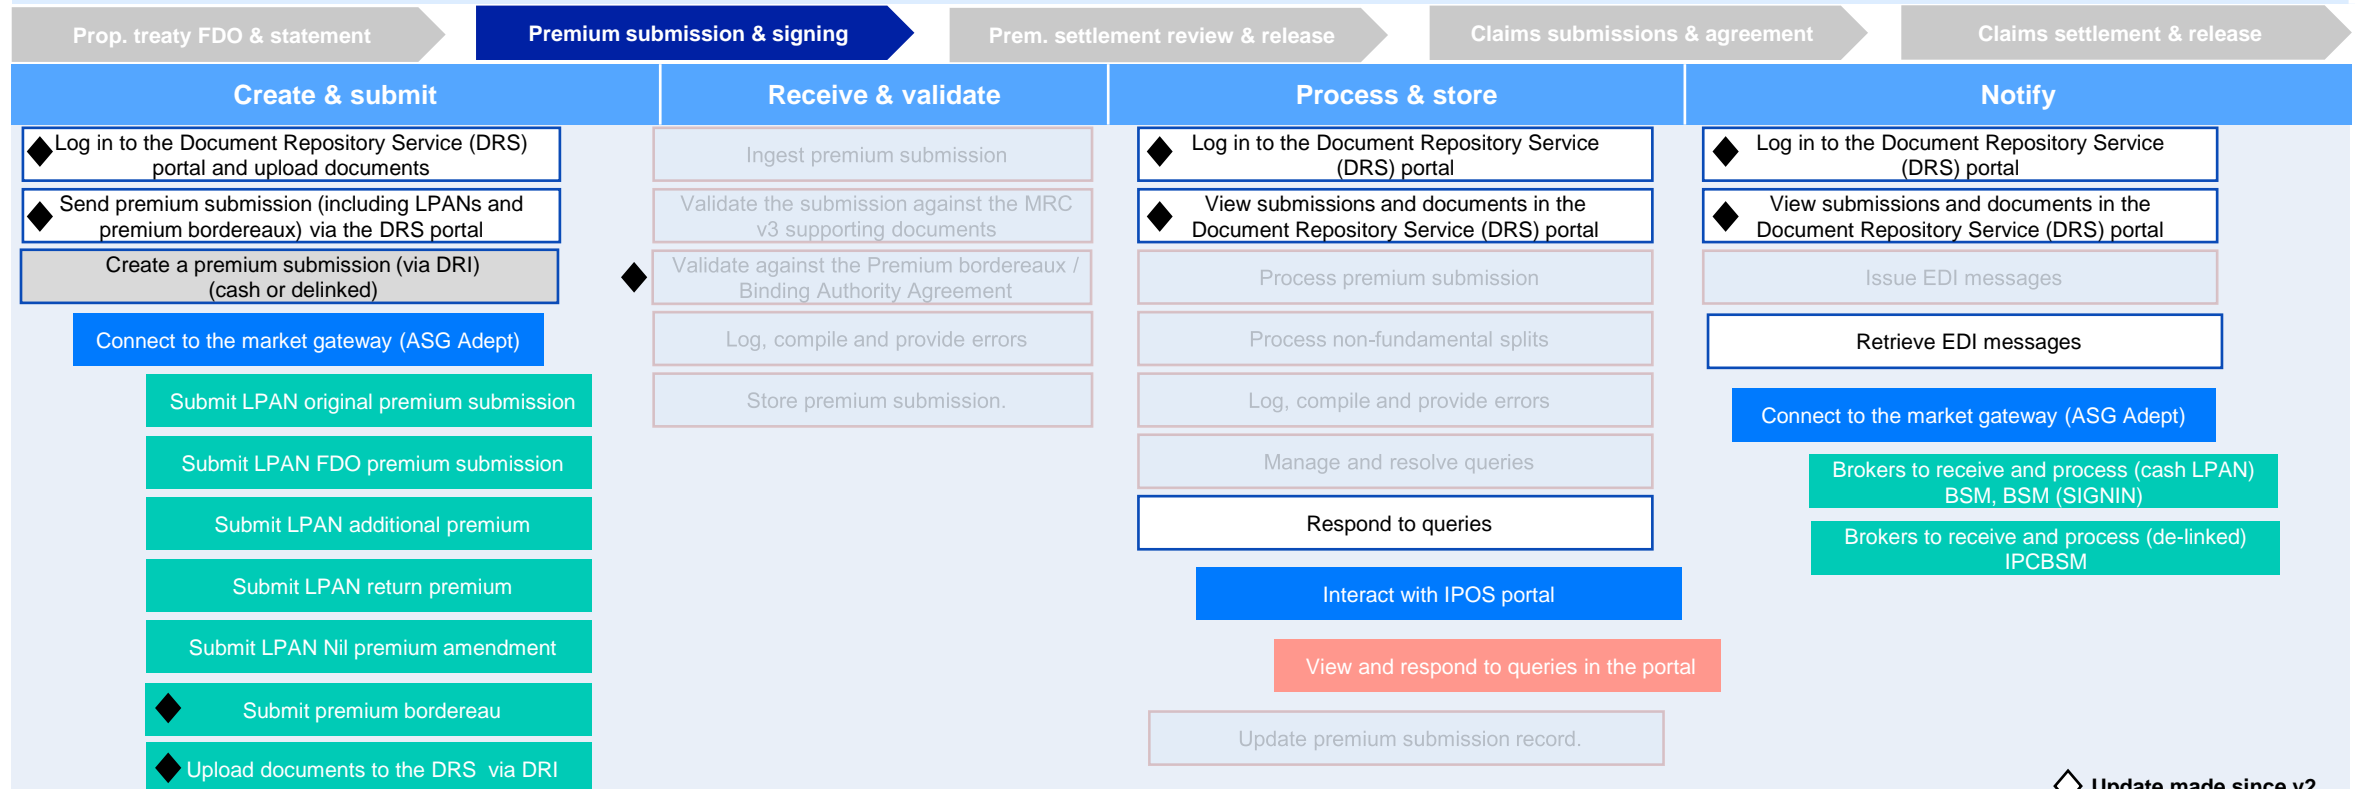 Prop. treaty FDO & statement
Premium submission & signing
Prem. settlement review & release
Claims submissions & agreement
Claims settlement & release
Create & submit
Receive & validate
Process & store
Notify
Log in to the Document Repository Service (DRS)
portal and upload documents
Send premium submission (including LPANs and
premium bordereaux) via the DRS portal
Create a premium submission (via DRI)
(cash or delinked)
Connect to the market gateway (ASG Adept)
Submit LPAN original premium submission
Submit LPAN FDO premium submission
Submit LPAN additional premium
Submit LPAN return premium
Submit LPAN Nil premium amendment
Submit premium bordereau
Upload documents to the DRS via DRI
Ingest premium submission
Validate the submission against the MRC
v3 supporting documents
Validate against the Premium bordereaux /
Binding Authority Agreement
Log, compile and provide errors
Store premium submission.
Log in to the Document Repository Service
(DRS) portal
View submissions and documents in the
Document Repository Service (DRS) portal
Process premium submission
Process non-fundamental splits
Log, compile and provide errors
Manage and resolve queries
Respond to queries
Interact with IPOS portal
View and respond to queries in the portal
Update premium submission record.
Log in to the Document Repository Service
(DRS) portal
View submissions and documents in the
Document Repository Service (DRS) portal
Issue EDI messages
Retrieve EDI messages
Connect to the market gateway (ASG Adept)
Brokers to receive and process (cash LPAN)
BSM, BSM (SIGNIN)
Brokers to receive and process (de-linked)
IPCBSM
Update made since v2